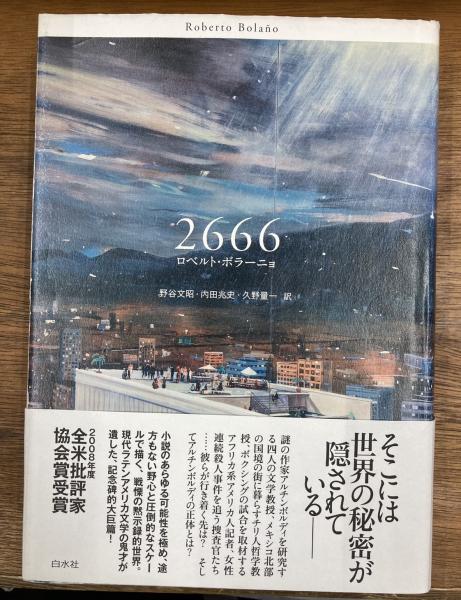 Roberto Bolaño
2666
ロベルト・ボラーニョ
野谷文昭・内田兆史・久野量一 訳
そこには
世界の秘密が
隠されて
いる——
謎の作家アルチンボルディを研究す
る四人の文学教授、メキシコ北部
の国境の街に暮らすチリ人哲学教
授、ボクシングの試合を取材する
アフリカ系アメリカ人記者、女性
連続殺人事件を追う捜査官たち
……彼らが行き着く先は? そし
てアルチンボルディの正体とは?
小説のあらゆる可能性を極め、途
方もない野心と圧倒的なスケー
ルで描く、戦慄の黙示録的世界。
現代ラテンアメリカ文学の鬼才が
遺した、記念碑的大巨篇!
2008年度
全米批評家
協会賞受賞
白水社